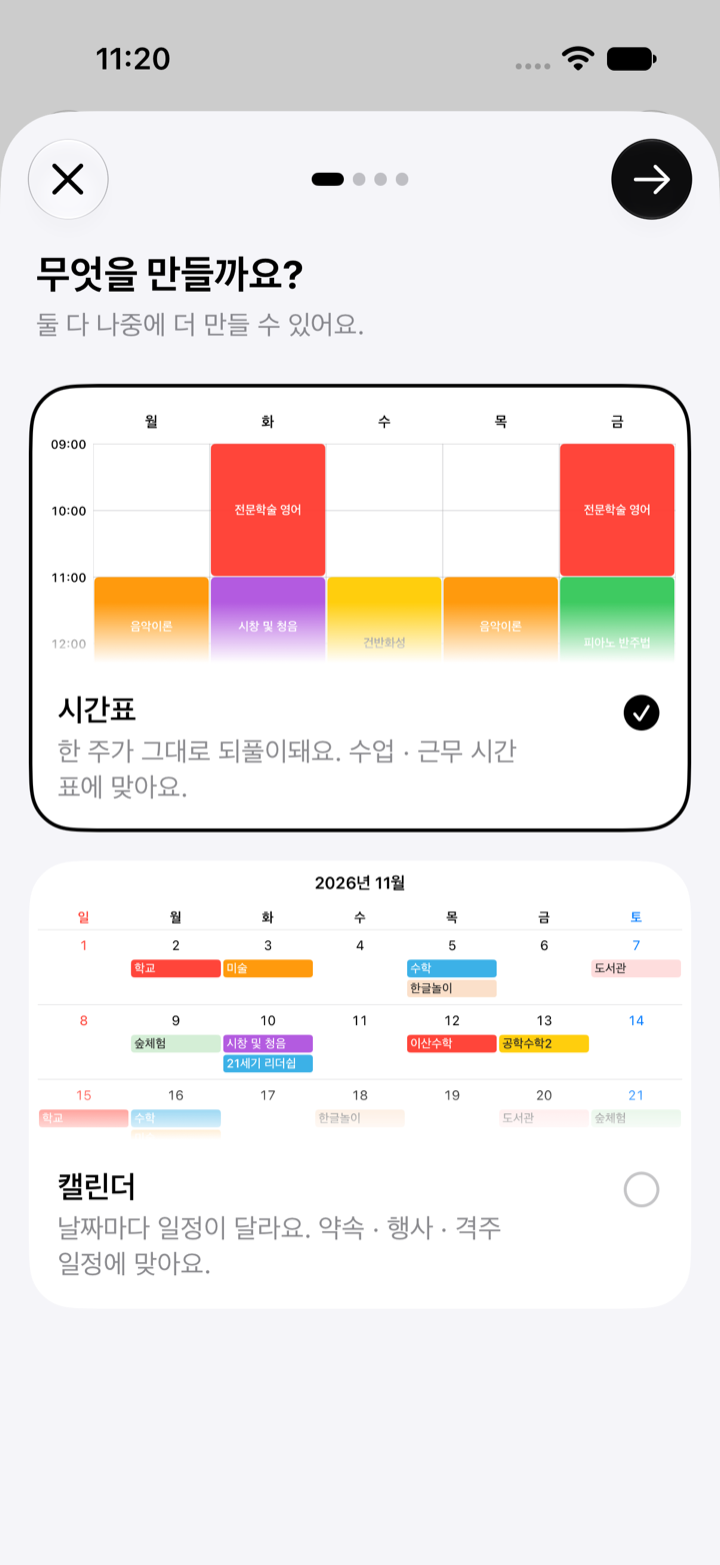 11:20
무엇을 만들까요?
둘 다 나중에 더 만들 수 있어요.
월 화 수 목 금
09:00
전문학술 영어 전문학술 영어
10:00
11:00
음악이론 시창 및 청음 건반화성 음악이론 피아노 반주법
12:00
시간표
한 주가 그대로 되풀이돼요. 수업 · 근무 시간
표에 맞아요.
2026년 11월
일 월 화 수 목 금 토
1 2 3 4 5 6 7
학교 미술 수학 도서관
한글놀이
8 9 10 11 12 13 14
숲체험 시창 및 청음 이산수학 공학수학2
21세기 리더쉽
15 16 17 18 19 20 21
학교 수학 한글놀이 도서관 숲체험
캘린더
날짜마다 일정이 달라요. 약속 · 행사 · 격주
일정에 맞아요.